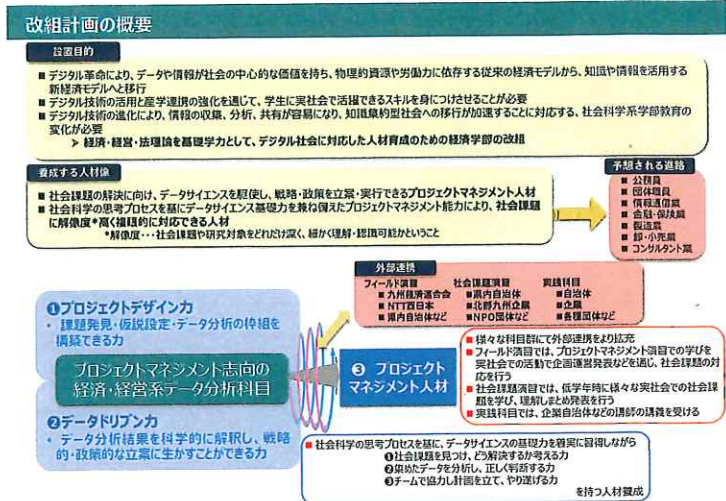 改組計画の概要
設置目的
■ デジタル革命により、データや情報が社会の中心的な価値を持ち、物理的資源や労働力に依存する従来の経済モデルから、知識や情報を活用する
新経済モデルへと移行
■ デジタル技術の活用と産学連携の強化を通じて、学生に実社会で活躍できるスキルを身につけさせることが必要
■ デジタル技術の進化により、情報の収集、分析、共有が容易になり、知識集約型社会への移行が加速することに対応する、社会科学系学部教育の
変化が必要
➢ 経済・経営・法理論を基礎学力として、デジタル社会に対応した人材育成のための経済学部の改組
養成する人材像
■ 社会課題の解決に向け、データサイエンスを駆使し、戦略・政策を立案・実行できるプロジェクトマネジメント人材
■ 社会科学の思考プロセスを基にデータサイエンス基礎力を兼ね備えたプロジェクトマネジメント能力により、社会課題
に解像度*高く複眼的に対応できる人材
*解像度・・・社会課題や研究対象をどれだけ深く、細かく理解・認識可能かということ
予想される進路
■ 公務員
■ 団体職員
■ 情報通信業
■ 金融・保険業
■ 製造業
■ 卸・小売業
■ コンサルタント業
外部連携
フィールド演習 社会課題演習 実践科目
■ 九州経済連合会 ■ 県内自治体 ■ 自治体
■ NTT西日本 ■ 北部九州企業 ■ 企業
■ 県内自治体など ■ NPO団体など ■ 各種団体など
❶プロジェクトデザイン力
・ 課題発見・仮説設定・データ分析の枠組を
構築できる力
プロジェクトマネジメント志向の
経済・経営系データ分析科目
❷データドリブン力
・ データ分析結果を科学的に解釈し、戦略
的・政策的な立案に生かすことができる力
❸ プロジェクト
マネジメント人材
■ 様々な科目群にて外部連携をより拡充
■ フィールド演習では、プロジェクトマネジメント演習での学びを
実社会での活動で企画運営発表などを通じ、社会課題の対
応を行う
■ 社会課題演習では、低学年時に様々な実社会での社会課
題を学び、理解しまとめ発表を行う
■ 実践科目では、企業自治体などの講師の講義を受ける
■ 社会科学の思考プロセスを基に、データサイエンスの基礎力を着実に習得しながら
❶社会課題を見つけ、どう解決するか考える力
❷集めたデータを分析し、正しく判断する力
❸チームで協力し計画を立て、やり遂げる力
を持つ人材養成